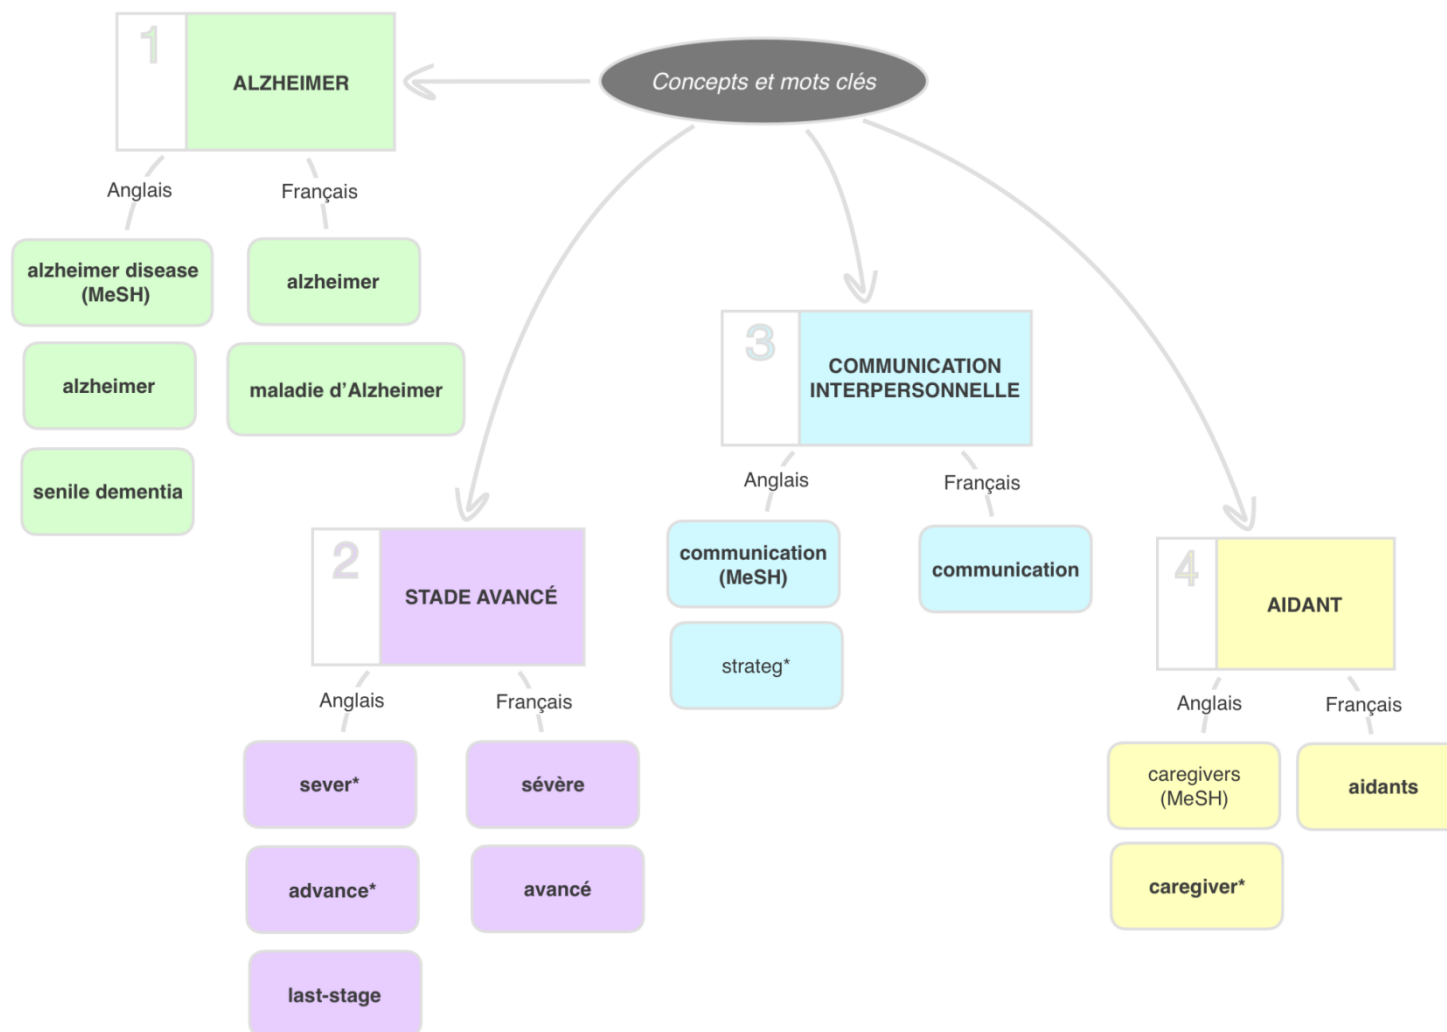 Concepts et mots clés
1
ALZHEIMER
Anglais
Français
alzheimer disease
(MeSH)
alzheimer
senile dementia
alzheimer
maladie d'Alzheimer
2
STADE AVANCÉ
Anglais
Français
sever*
advance*
last-stage
sévère
avancé
3
COMMUNICATION
INTERPERSONNELLE
Anglais
Français
communication
(MeSH)
strateg*
communication
4
AIDANT
Anglais
Français
caregivers
(MeSH)
caregiver*
aidants